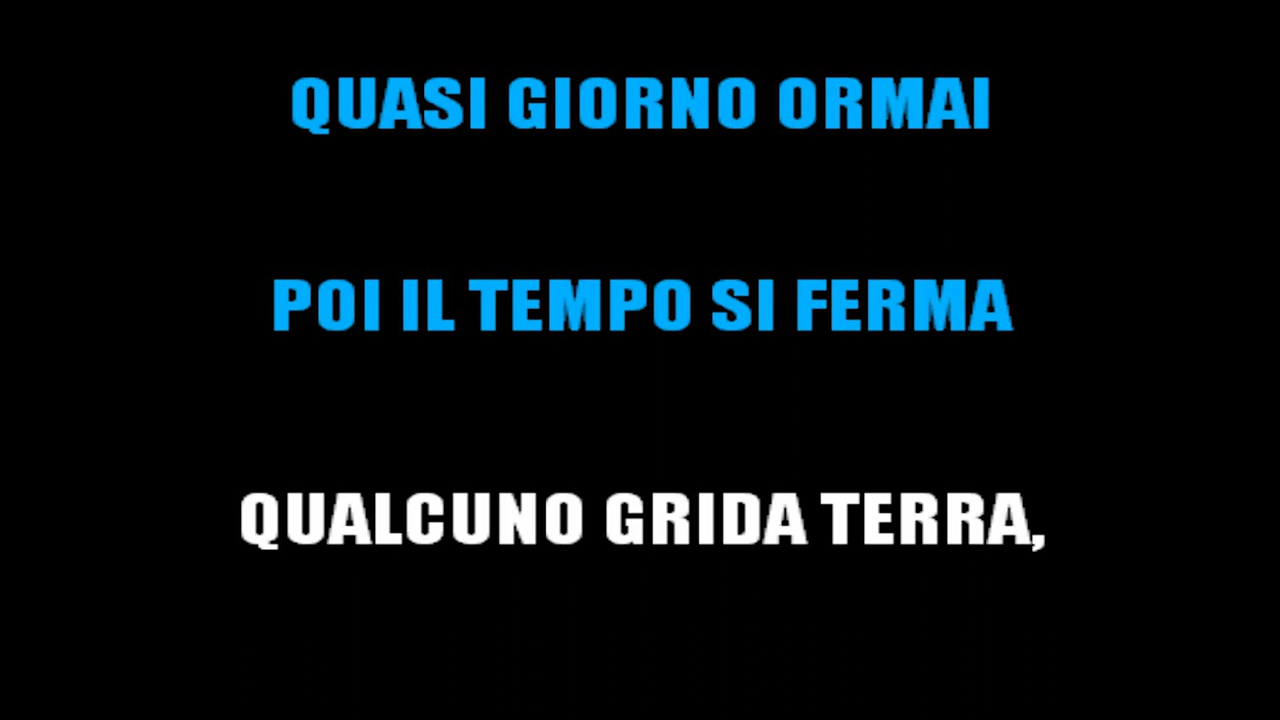 QUASI GIORNO ORMAI
POI IL TEMPO SI FERMA
QUALCUNO GRIDA TERRA,